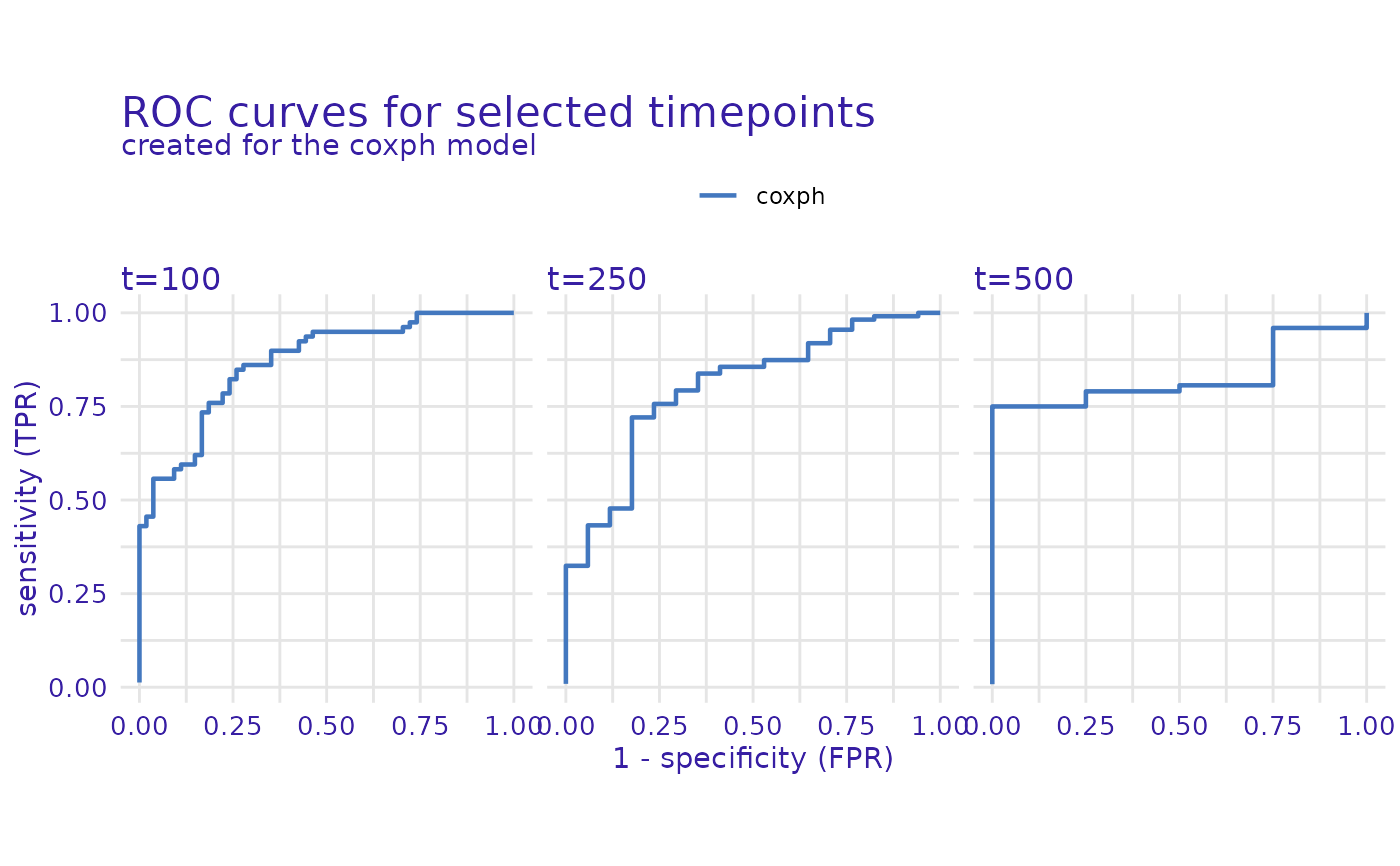 ROC curves for selected timepoints
created for the coxph model
coxph
t=100 t=250 t=500
1.00
0.75
0.50
0.25
0.00
sensitivity (TPR)
0.00 0.25 0.50 0.75 1.00 0.00 0.25 0.50 0.75 1.00 0.00 0.25 0.50 0.75 1.00
1 - specificity (FPR)